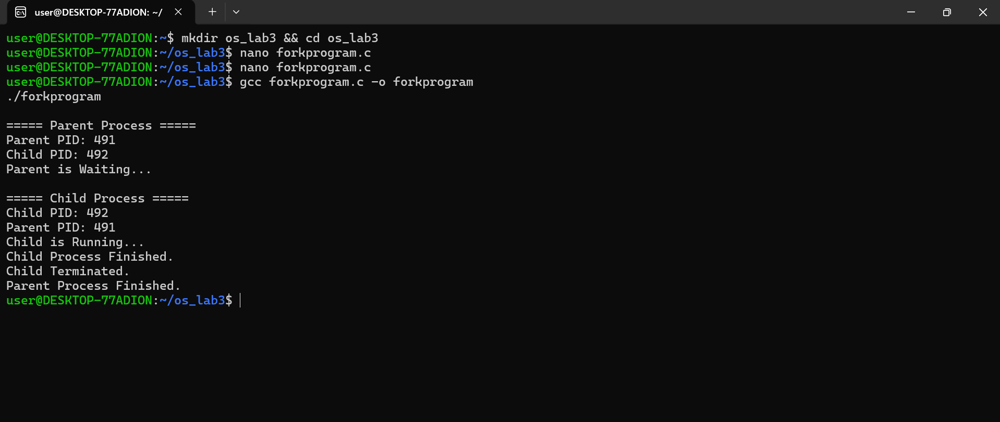 user@DESKTOP-77ADION: ~/
user@DESKTOP-77ADION:~$ mkdir os_lab3 && cd os_lab3
user@DESKTOP-77ADION:~/os_lab3$ nano forkprogram.c
user@DESKTOP-77ADION:~/os_lab3$ nano forkprogram.c
user@DESKTOP-77ADION:~/os_lab3$ gcc forkprogram.c -o forkprogram
./forkprogram
===== Parent Process =====
Parent PID: 491
Child PID: 492
Parent is Waiting...
===== Child Process =====
Child PID: 492
Parent PID: 491
Child is Running...
Child Process Finished.
Child Terminated.
Parent Process Finished.
user@DESKTOP-77ADION:~/os_lab3$